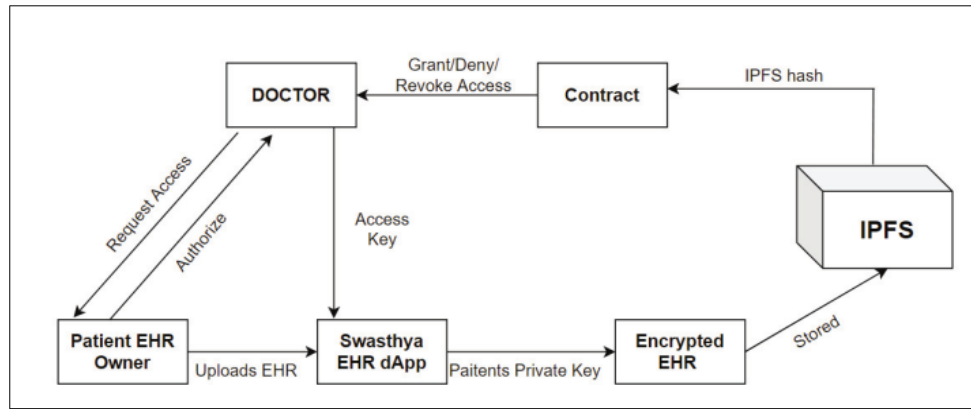 Grant/Deny/
Revoke Access
IPFS hash
DOCTOR
Contract
Request Access
Authorize
Access
Key
IPFS
Patient EHR
Owner
Uploads EHR
Swasthya
EHR dApp
Paitents Private Key
Encrypted
EHR
Stored